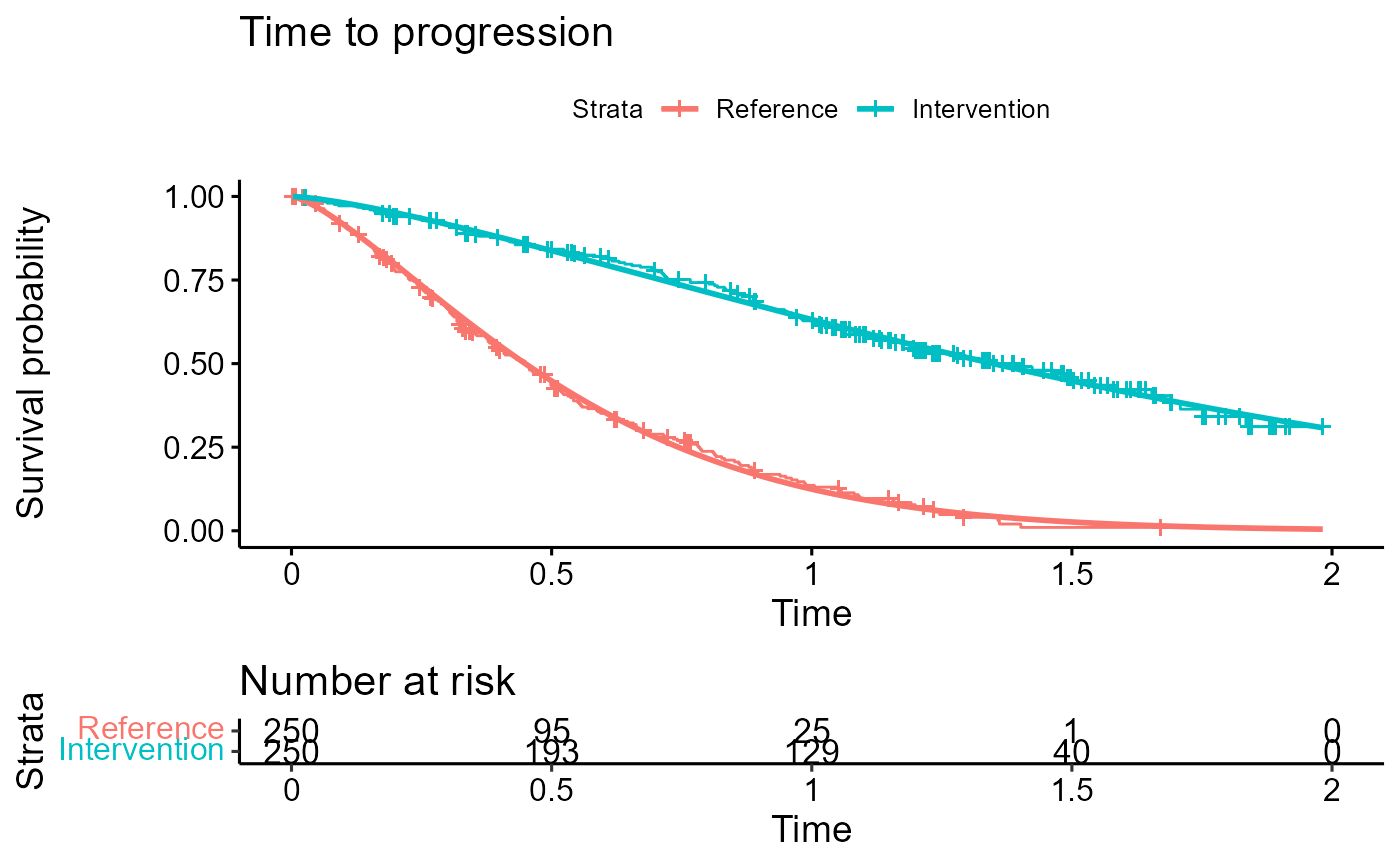 Time to progression
Strata Reference Intervention
Survival probability
1.00
0.75
0.50
0.25
0.00
0 0.5 1 1.5 2
Time
Number at risk
Strata
Reference 250 95 25 1 0
Intervention 250 193 129 40 0
0 0.5 1 1.5 2
Time